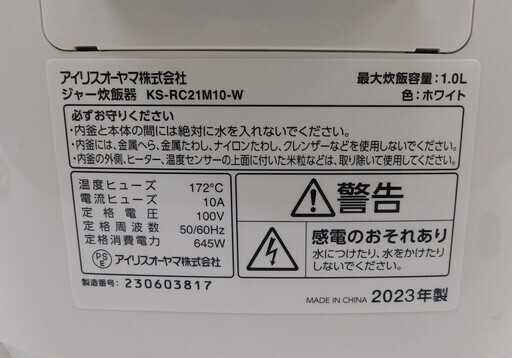 アイリスオーヤマ株式会社 最大炊飯容量：1.0L
ジャー炊飯器 KS-RC21M10-W 色：ホワイト
必ずお守りください
・内釜と本体の間には絶対に水を入れないでください。
・内釜には、金属へら、金属たわし、ナイロンたわし、クレンザーなどを使用しないでください。
・内釜の外側、ヒーター、温度センサーの上面に付いた米粒などは、取り除いて使用してください。
温度ヒューズ 172℃
電流ヒューズ 10A
定格電圧 100V
定格周波数 50/60Hz
定格消費電力 645W
PSE アイリスオーヤマ株式会社
製造番号：230603817
警告
感電のおそれあり
水につけたり、水をかけたり
しないでください。
MADE IN CHINA 2023年製